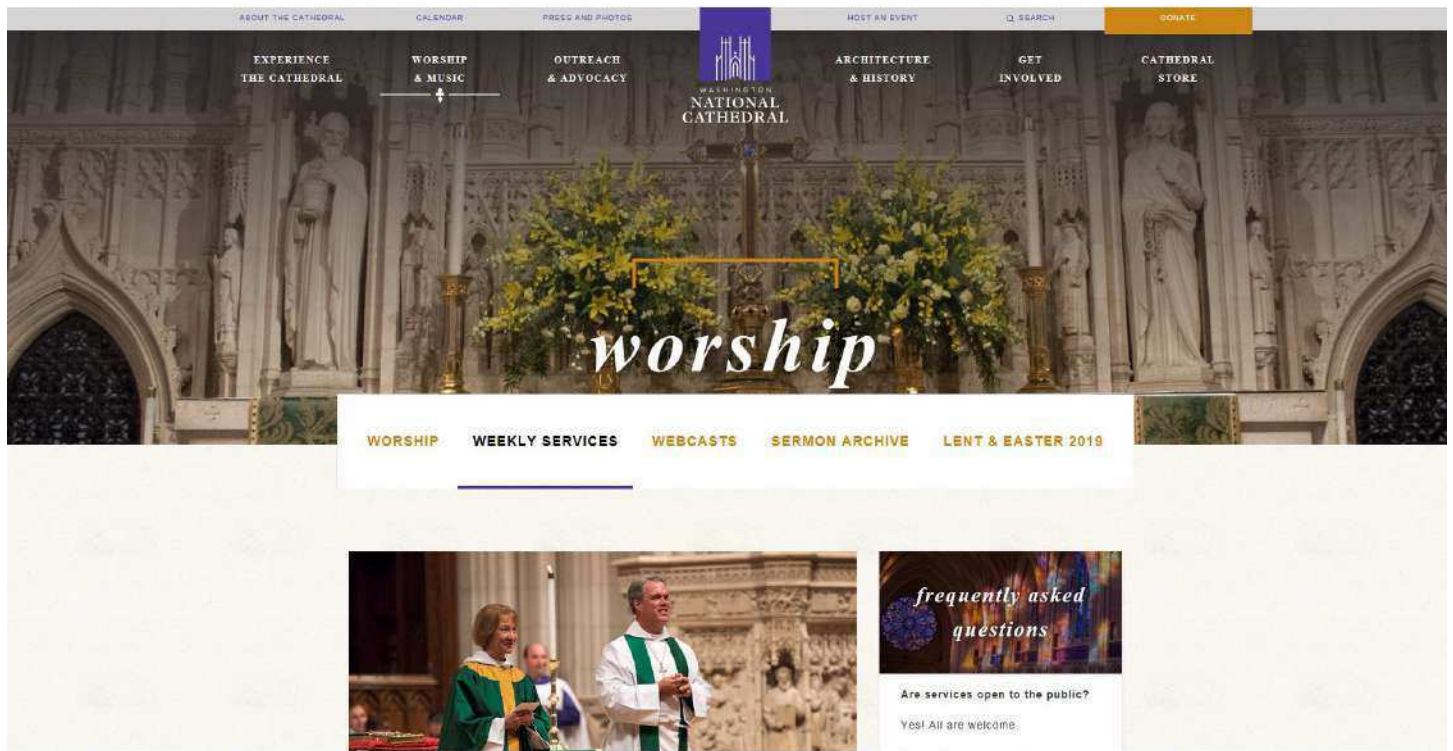 ABOUT THE CATHEDRAL
CALENDAR
PRESS AND PHOTOS
HOST AN EVENT
SEARCH
DONATE
EXPERIENCE
THE CATHEDRAL
WORSHIP
& MUSIC
OUTREACH
& ADVOCACY
WASHINGTON
NATIONAL
CATHEDRAL
ARCHITECTURE
& HISTORY
GET
INVOLVED
CATHEDRAL
STORE
worship
WORSHIP
WEEKLY SERVICES
WEBCASTS
SERMON ARCHIVE
LENT & EASTER 2019
frequently asked
questions
Are services open to the public?
Yes! All are welcome.